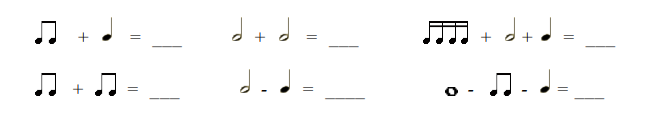 ♫ + ♩ = ___ 𝅗𝅥 + 𝅗𝅥 = ___ ♬♬ + 𝅗𝅥 + ♩ = ___
♫ + ♫ = ___ 𝅗𝅥 - ♩ = ____ 𝅝 - ♫ - ♩ = ___